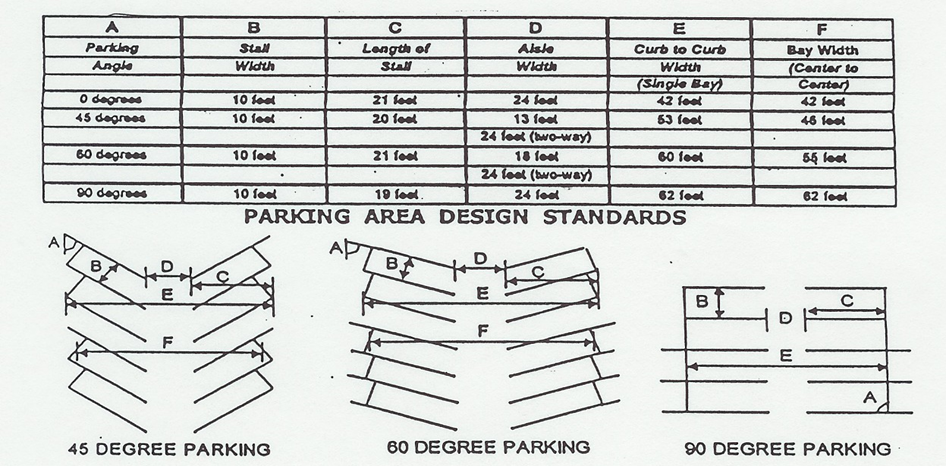 A B C D E F
Parking Stall Length of Aisle Curb to Curb Bay Width
Angle Width Stall Width Width (Center to
(Single Bay) Center)
0 degrees 10 feet 21 feet 24 feet 42 feet 42 feet
45 degrees 10 feet 20 feet 13 feet 53 feet 46 feet
24 feet (two-way)
60 degrees 10 feet 21 feet 18 feet 60 feet 55 feet
24 feet (two-way)
90 degrees 10 feet 19 feet 24 feet 62 feet 62 feet
PARKING AREA DESIGN STANDARDS
A B D C E F
A B D C E F
B C D E A
45 DEGREE PARKING 60 DEGREE PARKING 90 DEGREE PARKING